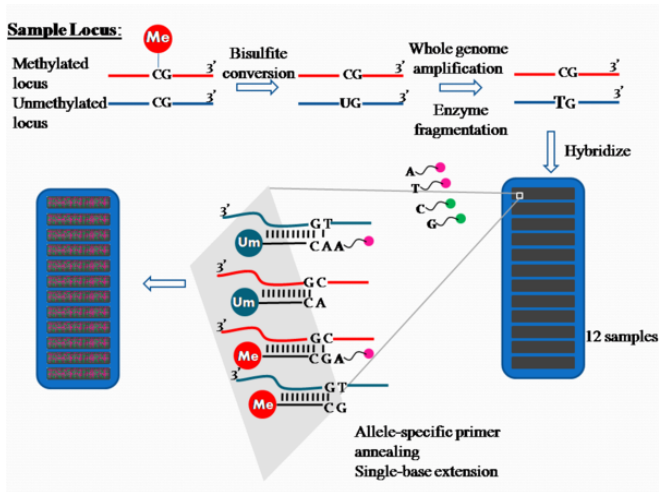 Sample Locus:
Me
Methylated
locus
CG
3'
Unmethylated
locus
CG
3'
Bisulfite
conversion
CG
3'
UG
3'
Whole genome
amplification
Enzyme
fragmentation
CG
3'
TG
3'
Hybridize
A
T
C
G
3'
GT
Um
CAA
3'
GC
Um
CA
3'
GC
Me
CGA
3'
GT
Me
CG
12 samples
Allele-specific primer
annealing
Single-base extension